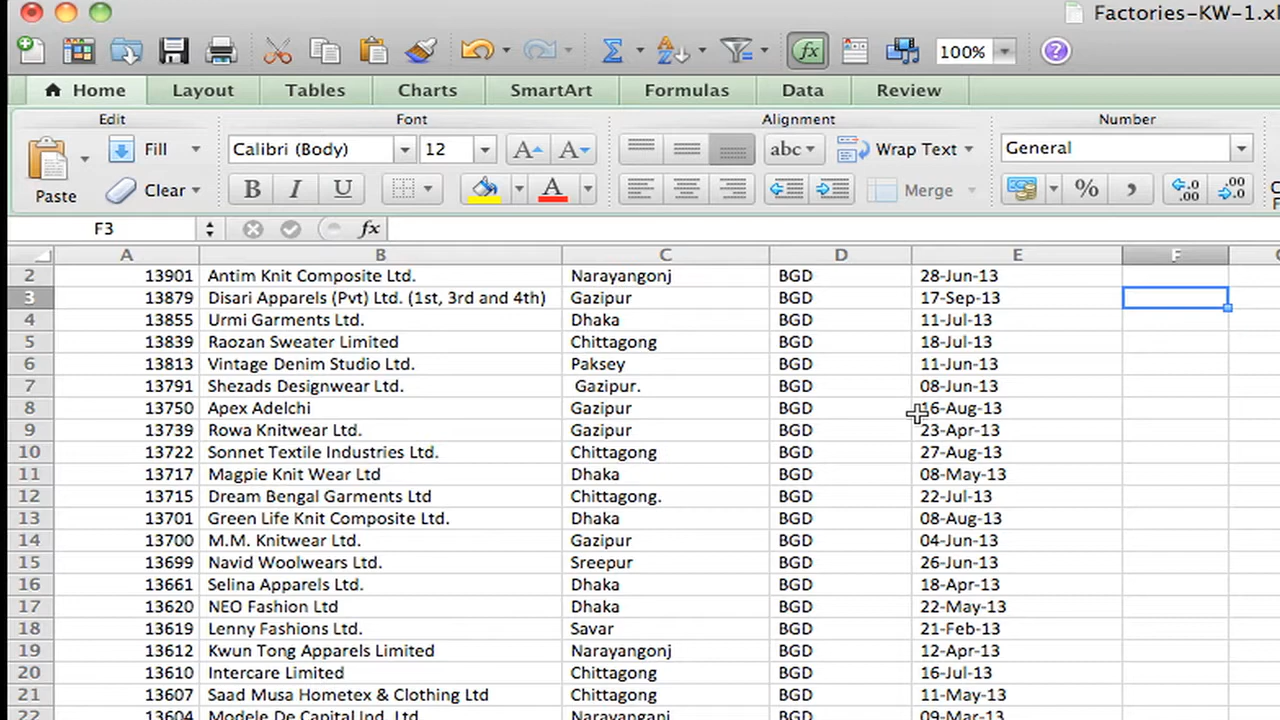 Factories-KW-1.xl
100%
Home Layout Tables Charts SmartArt Formulas Data Review
Edit Font Alignment Number
Fill Calibri (Body) 12 A A abc Wrap Text General
Paste Clear B I U A Merge % , .0 .00 .00 .0
F3 fx
A B C D E F
2 13901 Antim Knit Composite Ltd. Narayangonj BGD 28-Jun-13
3 13879 Disari Apparels (Pvt) Ltd. (1st, 3rd and 4th) Gazipur BGD 17-Sep-13
4 13855 Urmi Garments Ltd. Dhaka BGD 11-Jul-13
5 13839 Raozan Sweater Limited Chittagong BGD 18-Jul-13
6 13813 Vintage Denim Studio Ltd. Paksey BGD 11-Jun-13
7 13791 Shezads Designwear Ltd. Gazipur. BGD 08-Jun-13
8 13750 Apex Adelchi Gazipur BGD 16-Aug-13
9 13739 Rowa Knitwear Ltd. Gazipur BGD 23-Apr-13
10 13722 Sonnet Textile Industries Ltd. Chittagong BGD 27-Aug-13
11 13717 Magpie Knit Wear Ltd Dhaka BGD 08-May-13
12 13715 Dream Bengal Garments Ltd Chittagong. BGD 22-Jul-13
13 13701 Green Life Knit Composite Ltd. Dhaka BGD 08-Aug-13
14 13700 M.M. Knitwear Ltd. Gazipur BGD 04-Jun-13
15 13699 Navid Woolwears Ltd. Sreepur BGD 26-Jun-13
16 13661 Selina Apparels Ltd. Dhaka BGD 18-Apr-13
17 13620 NEO Fashion Ltd Dhaka BGD 22-May-13
18 13619 Lenny Fashions Ltd. Savar BGD 21-Feb-13
19 13612 Kwun Tong Apparels Limited Narayangonj BGD 12-Apr-13
20 13610 Intercare Limited Chittagong BGD 16-Jul-13
21 13607 Saad Musa Hometex & Clothing Ltd Chittagong BGD 11-May-13
22 13604 Modele De Capital Ind. Ltd. Narayanganj BGD 09-Mar-13